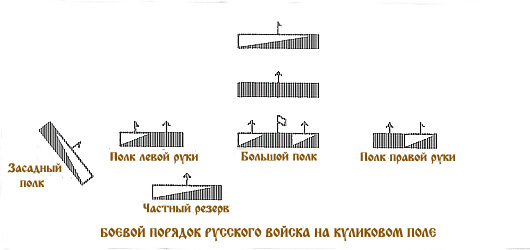 Засадный
полк
Полк левой руки
Большой полк
Полк правой руки
Частный резерв
БОЕВОЙ ПОРЯДОК РУССКОГО ВОЙСКА НА КУЛИКОВОМ ПОЛЕ